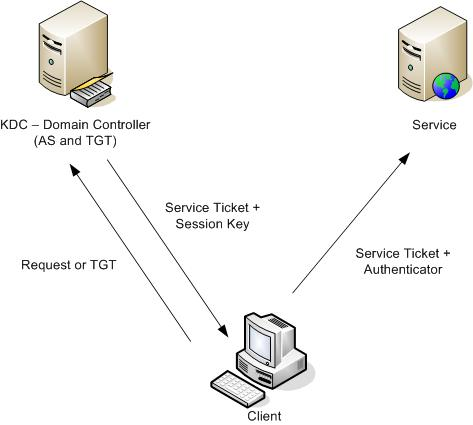 KDC – Domain Controller
(AS and TGT)
Service
Service Ticket +
Session Key
Request or TGT
Service Ticket +
Authenticator
Client